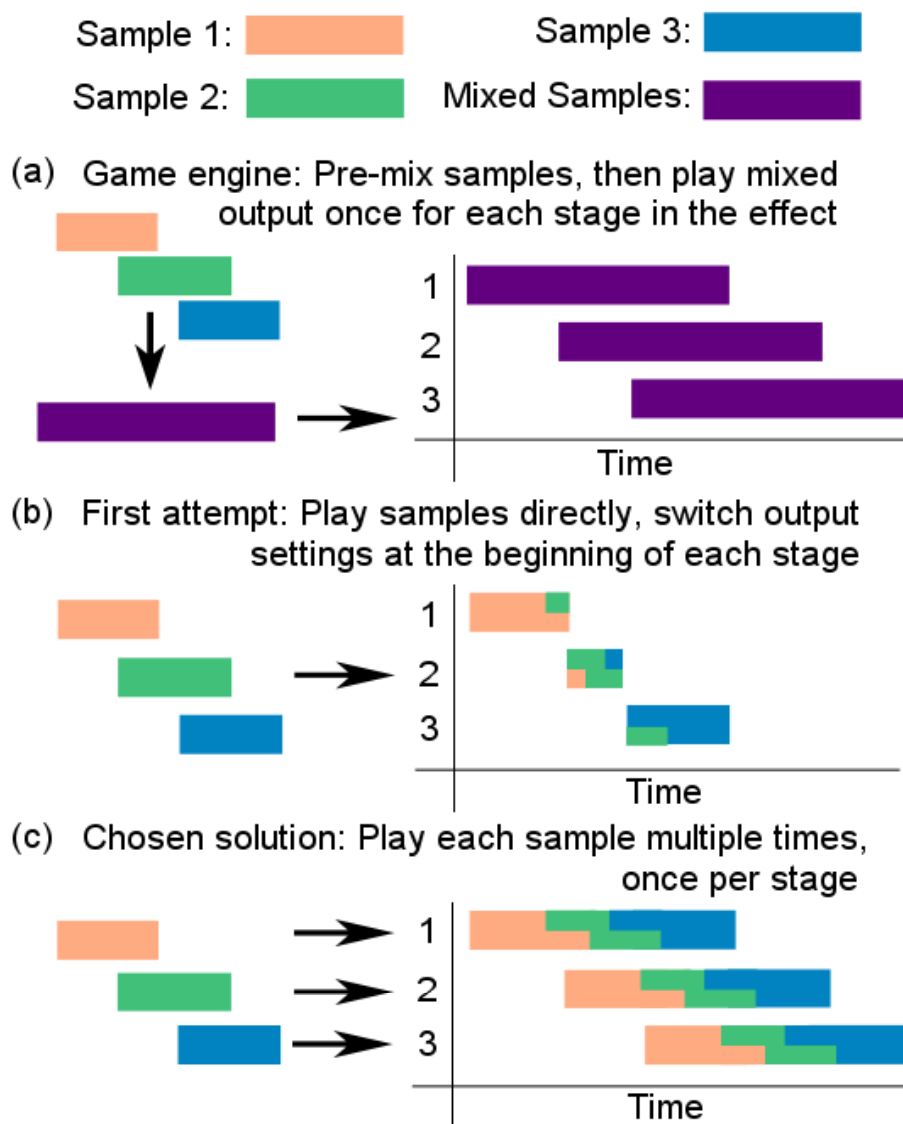 Sample 1:
Sample 3:
Sample 2:
Mixed Samples:
(a) Game engine: Pre-mix samples, then play mixed
output once for each stage in the effect
1
2
3
Time
(b) First attempt: Play samples directly, switch output
settings at the beginning of each stage
1
2
3
Time
(c) Chosen solution: Play each sample multiple times,
once per stage
1
2
3
Time